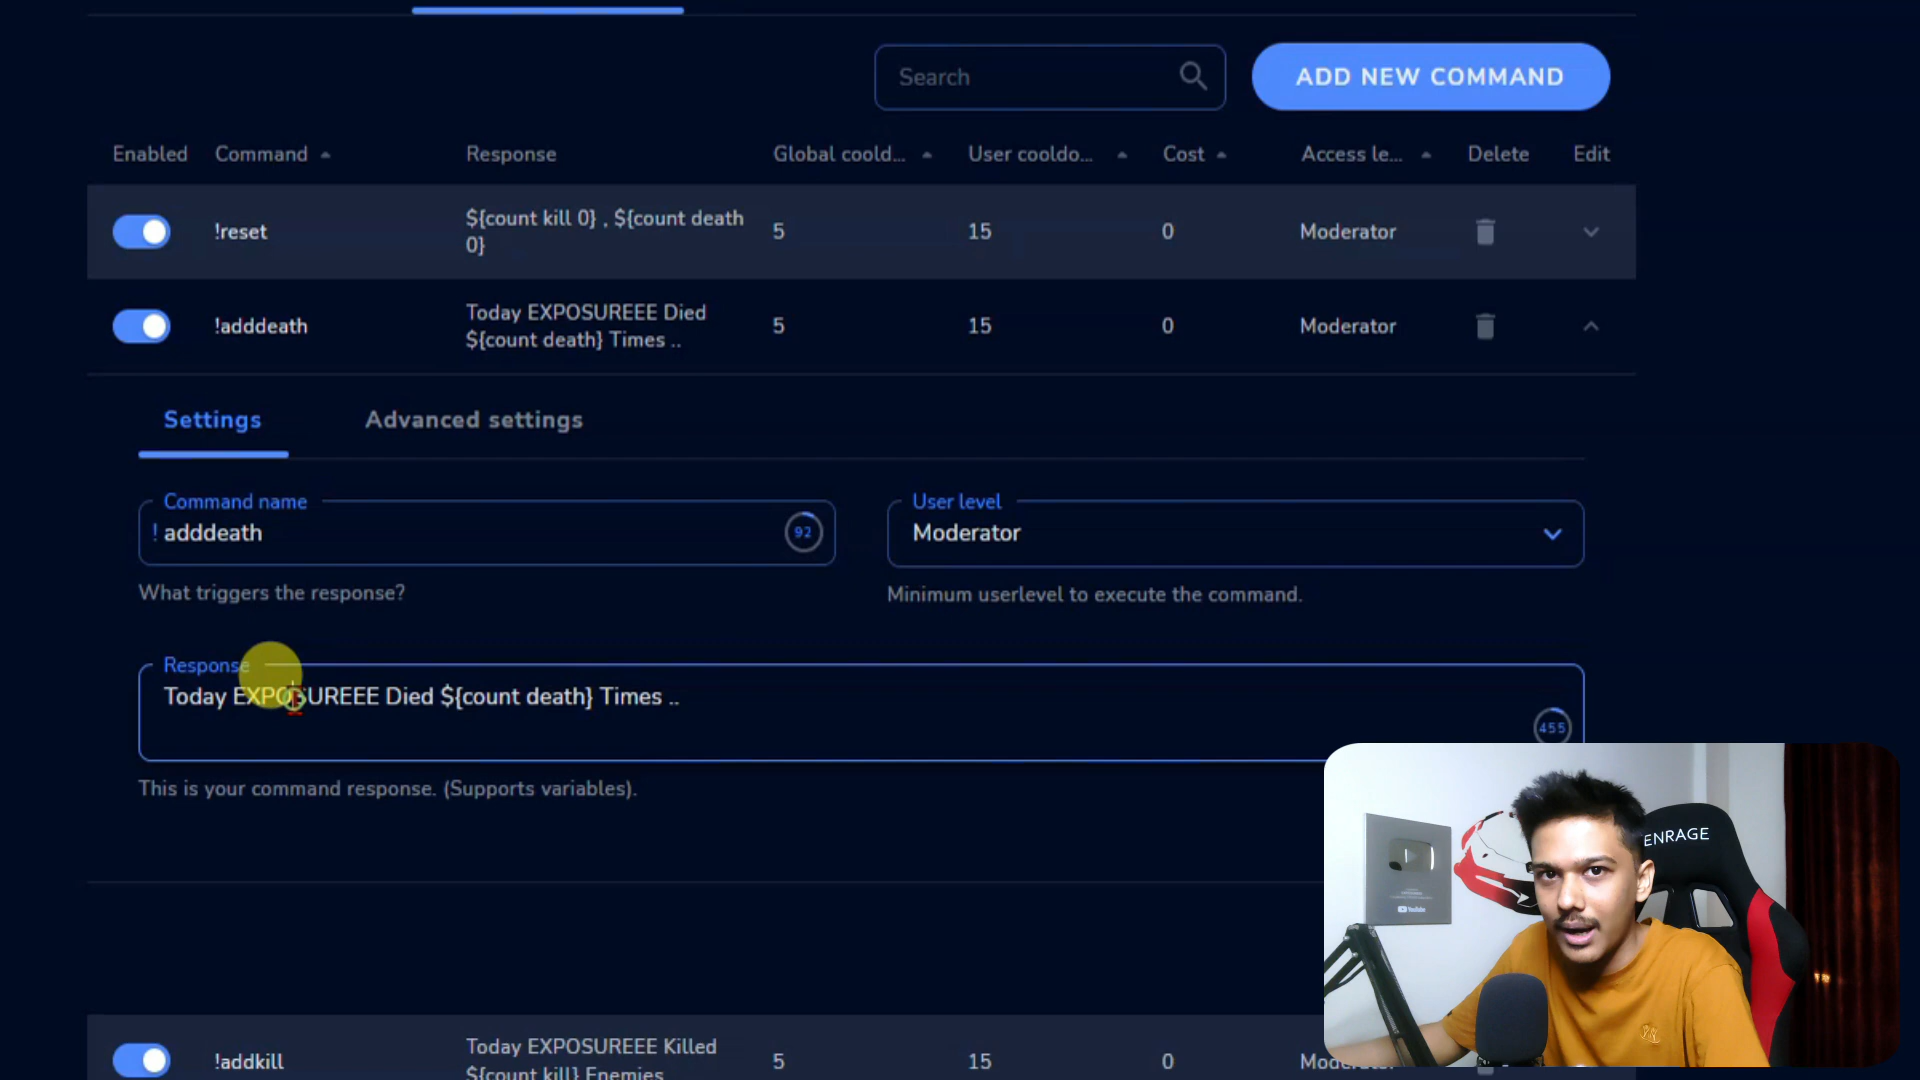 Search
ADD NEW COMMAND
Enabled Command Response Global coold... User cooldo... Cost Access le... Delete Edit
!reset
${count kill 0} , ${count death
0}
5 15 0 Moderator
!adddeath
Today EXPOSUREEE Died
${count death} Times ..
5 15 0 Moderator
Settings Advanced settings
Command name
! adddeath
92
What triggers the response?
User level
Moderator
Minimum userlevel to execute the command.
Response
Today EXPOSUREEE Died ${count death} Times ..
455
This is your command response. (Supports variables).
!addkill
Today EXPOSUREEE Killed
${count kill} Enemies
5 15 0
ENRAGE
YouTube